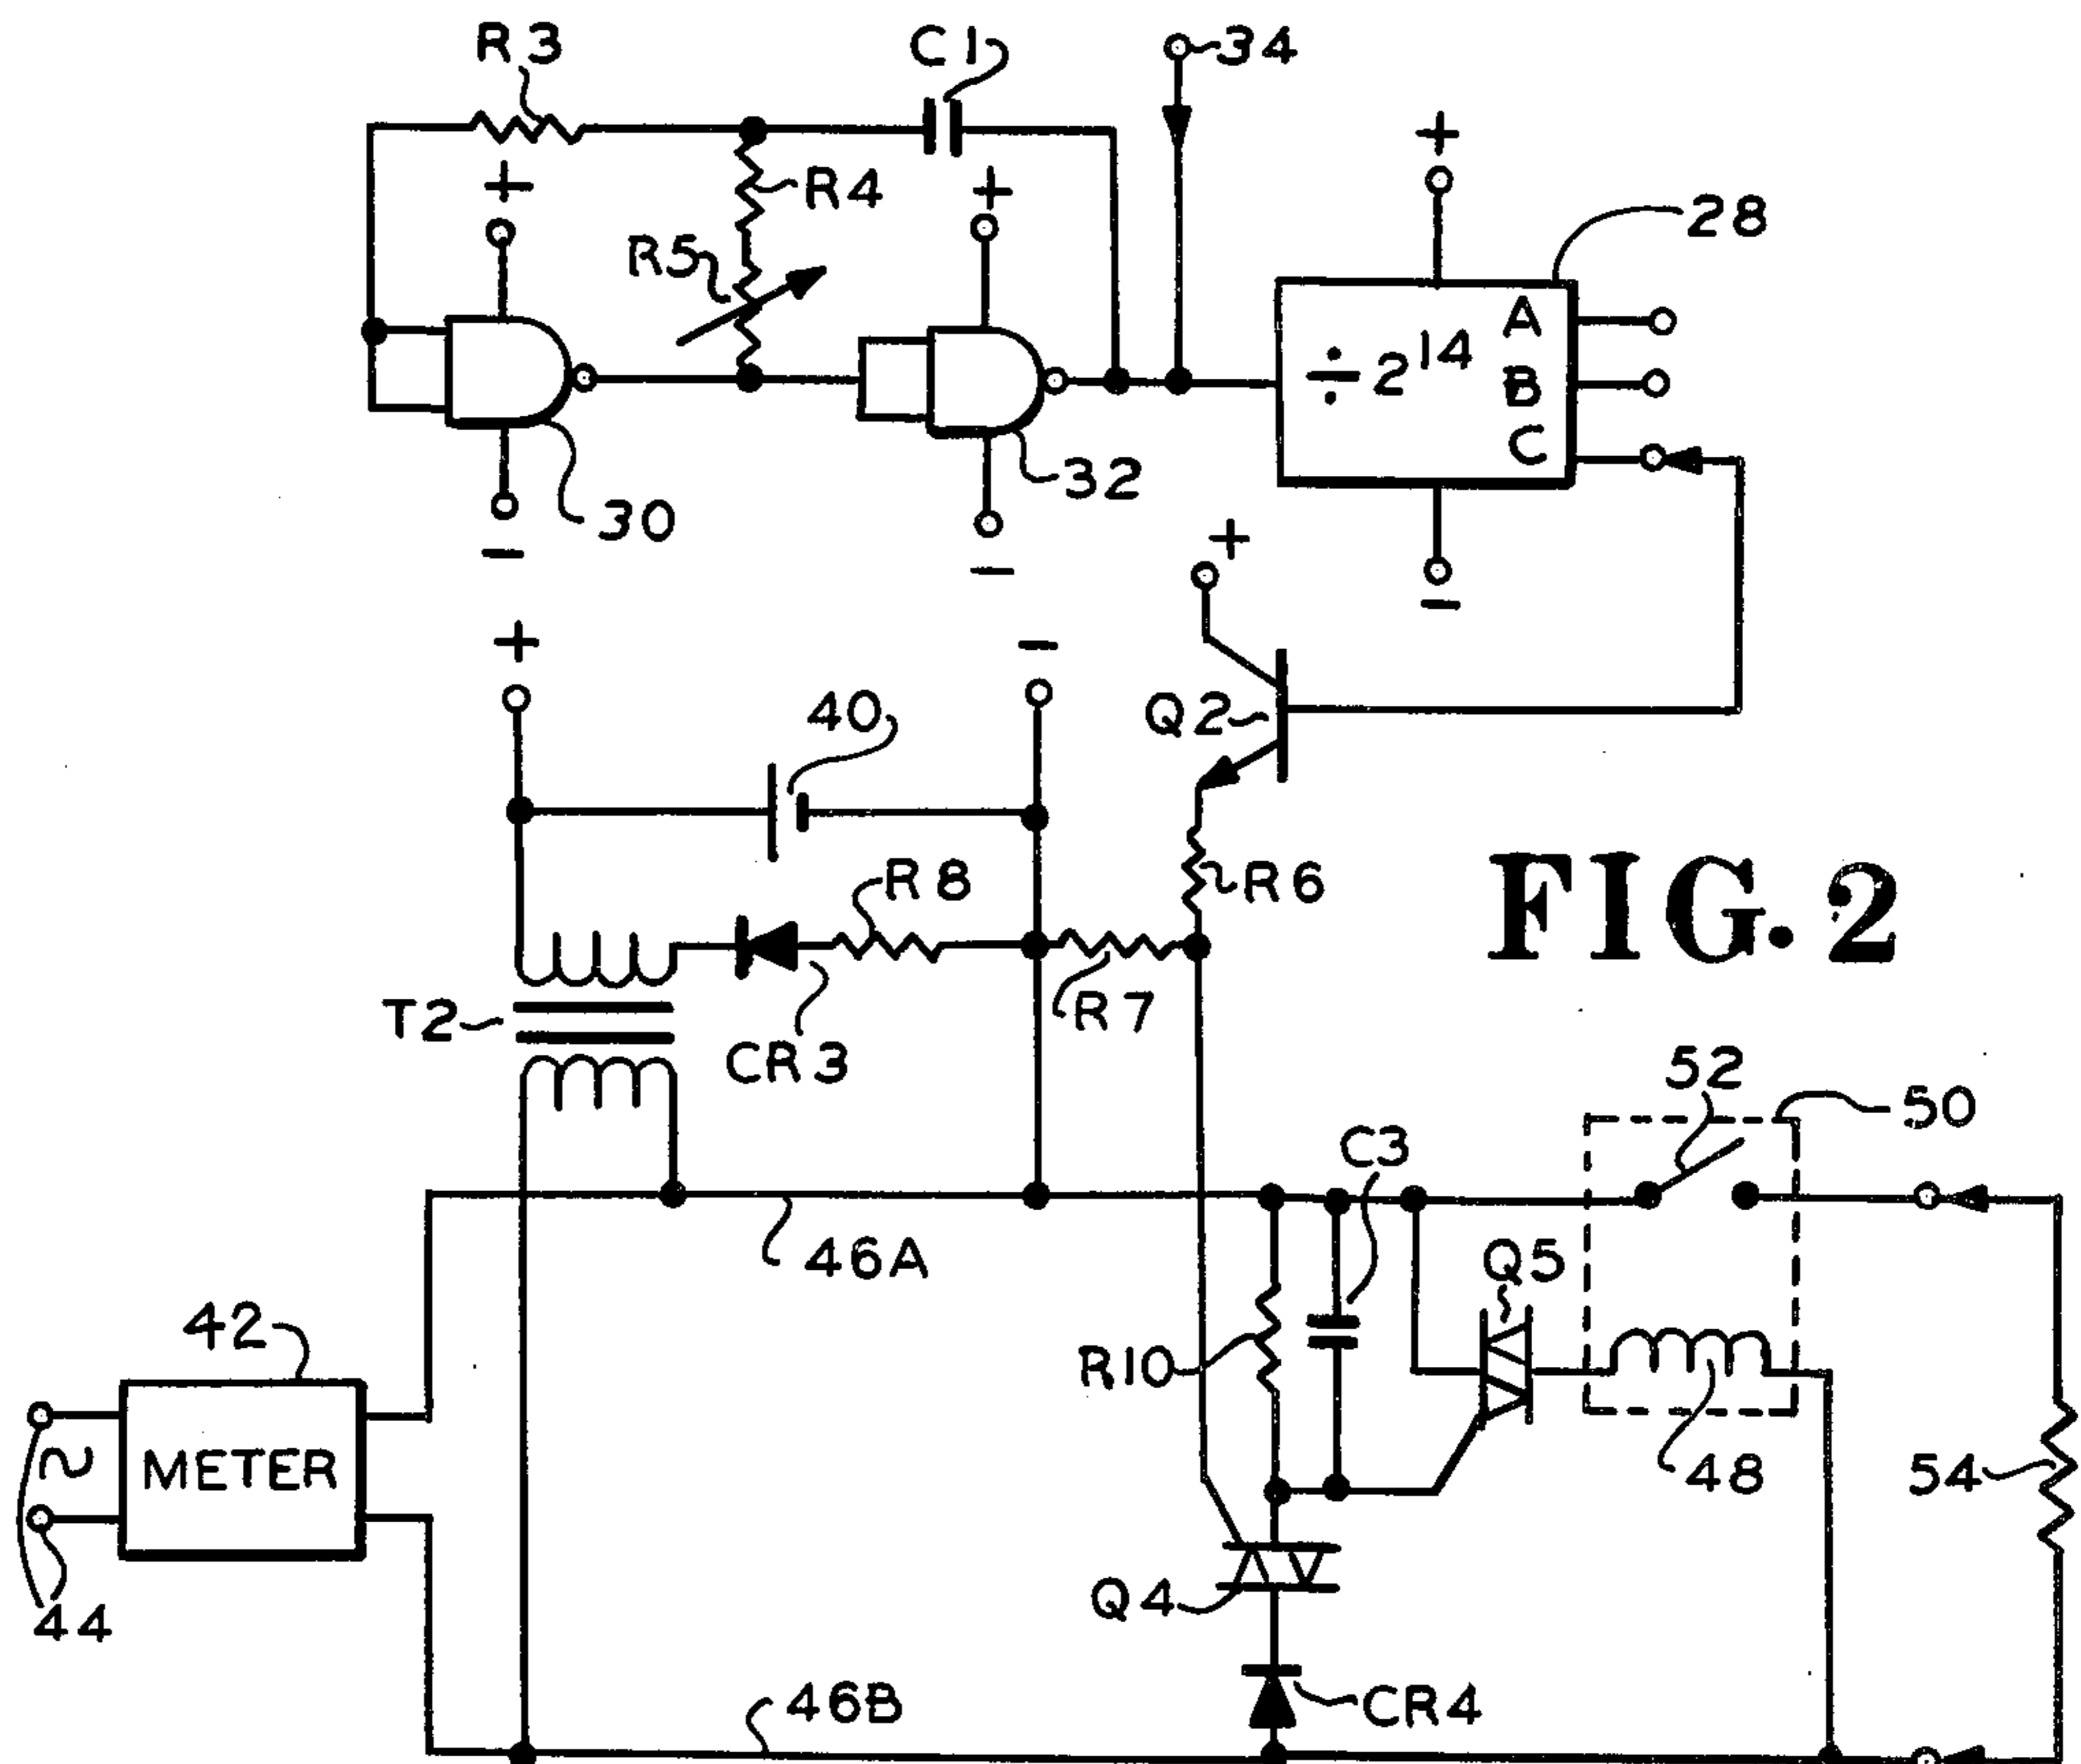 R3
C1
34
+
R4
+
+
28
R5
A
÷2¹⁴
B
C
30
32
−
−
+
−
+
−
40
Q2
R8
R6
FIG. 2
T2
CR3
R7
52
50
C3
46A
Q5
42
R10
METER
48
54
44
Q4
46B
CR4